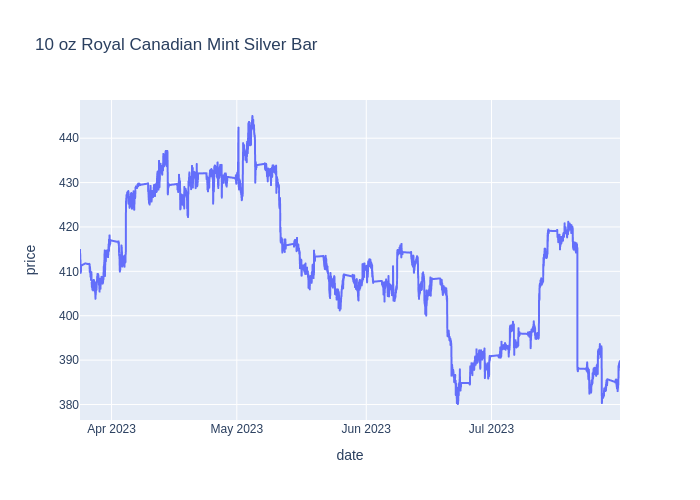 10 oz Royal Canadian Mint Silver Bar
440
430
420
410
400
390
380
price
Apr 2023
May 2023
Jun 2023
Jul 2023
date